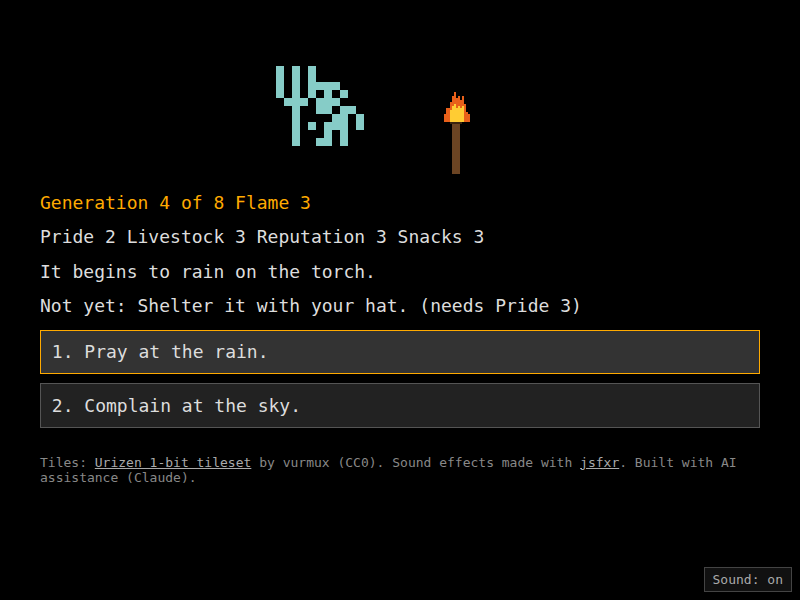 Generation 4 of 8 Flame 3
Pride 2 Livestock 3 Reputation 3 Snacks 3
It begins to rain on the torch.
Not yet: Shelter it with your hat. (needs Pride 3)
1. Pray at the rain.
2. Complain at the sky.
Tiles: Urizen 1-bit tileset by vurmux (CC0). Sound effects made with jsfxr. Built with AI
assistance (Claude).
Sound: on